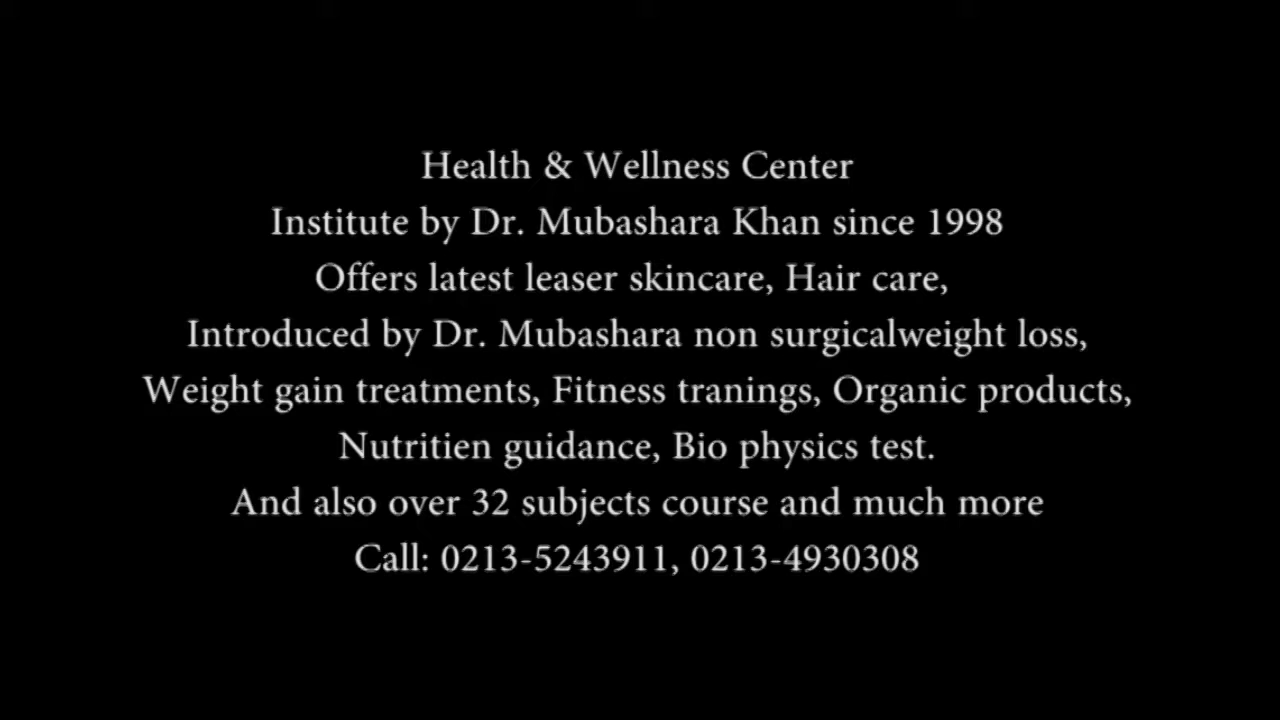 Health & Wellness Center
Institute by Dr. Mubashara Khan since 1998
Offers latest leaser skincare, Hair care,
Introduced by Dr. Mubashara non surgicalweight loss,
Weight gain treatments, Fitness tranings, Organic products,
Nutritien guidance, Bio physics test.
And also over 32 subjects course and much more
Call: 0213-5243911, 0213-4930308